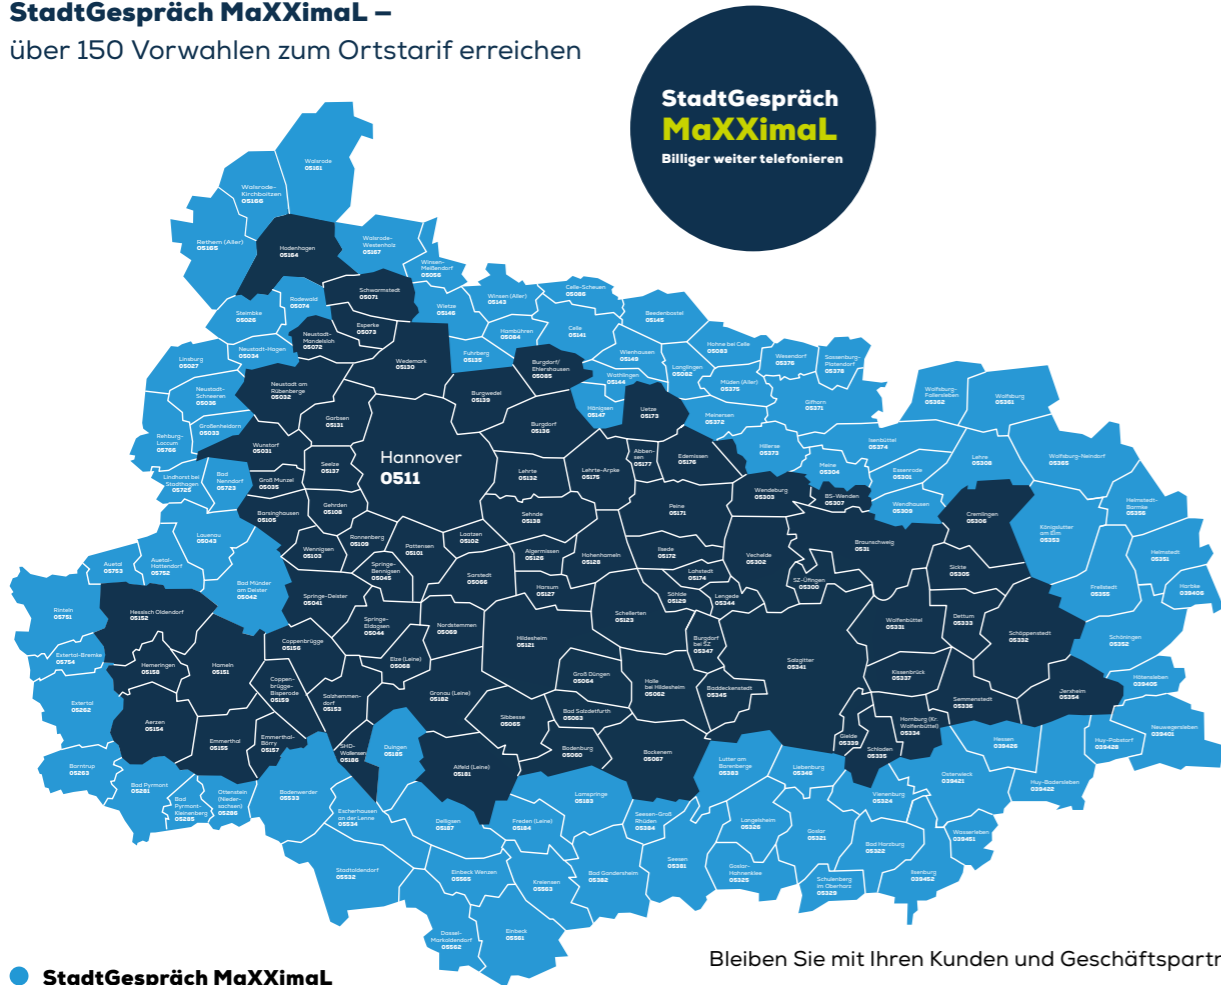 StadtGespräch MaXXimaL –
über 150 Vorwahlen zum Ortstarif erreichen
StadtGespräch
MaXXimaL
Billiger weiter telefonieren
Walsrode
05161
Walsrode-
Kirchboitzen
05166
Rethem (Aller)
05165
Hodenhagen
05164
Walsrode-
Westenholz
05167
Winsen-
Meißendorf
05056
Schwarmstedt
05071
Rodewald
05074
Steimbke
05026
Esperke
05073
Neustadt-
Mandelsloh
05072
Wietze
05146
Winsen (Aller)
05143
Celle-Scheuen
05086
Hambühren
05084
Celle
05141
Beedenbostel
05145
Hohne bei Celle
05083
Wesendorf
05376
Sassenburg-
Platendorf
05378
Linsburg
05027
Neustadt-Hagen
05034
Wedemark
05130
Fuhrberg
05135
Burgdorf/
Ehlershausen
05085
Wienhausen
05149
Wathlingen
05144
Langlingen
05082
Müden (Aller)
05375
Gifhorn
05371
Wolfsburg-
Fallersleben
05362
Wolfsburg
05361
Neustadt-
Schneeren
05036
Neustadt am
Rübenberge
05032
Burgwedel
05139
Hänigsen
05147
Uetze
05173
Meinersen
05372
Großenheidorn
05033
Garbsen
05131
Burgdorf
05136
Rehburg-
Loccum
05766
Wunstorf
05031
Hannover
0511
Seelze
05137
Lehrte
05132
Lehrte-Arpke
05175
Abben-
sen
05177
Edemissen
05176
Hillerse
05373
Isenbüttel
05374
Meine
05304
Essenrode
05301
Lehre
05308
Wolfsburg-Neindorf
05365
Lindhorst bei
Stadthagen
05725
Bad
Nenndorf
05723
Groß Munzel
05035
Barsinghausen
05105
Gehrden
05108
Sehnde
05138
Peine
05171
Wendeburg
05303
BS-Wenden
05307
Wendhausen
05309
Cremlingen
05306
Helmstedt-
Barmke
05356
Lauenau
05043
Wennigsen
05103
Ronnenberg
05109
Pattensen
05101
Laatzen
05102
Algermissen
05126
Hohenhameln
05128
Ilsede
05172
Vechelde
05302
Braunschweig
0531
Königslutter
am Elm
05353
Helmstedt
05351
Auetal
05753
Auetal-
Hattendorf
05752
Bad Münder
am Deister
05042
Springe-
Bennigsen
05045
Sarstedt
05066
Harsum
05127
Lahstedt
05174
Söhlde
05129
Lengede
05344
SZ-Üfingen
05300
Sickte
05305
Frellstedt
05355
Harbke
039406
Rinteln
05751
Hessisch Oldendorf
05152
Springe-Deister
05041
Springe-
Eldagsen
05044
Nordstemmen
05069
Hildesheim
05121
Schellerten
05123
Burgdorf
bei SZ
05347
Wolfenbüttel
05331
Dettum
05333
Schöppenstedt
05332
Schöningen
05352
Extertal-Bremke
05754
Hemeringen
05158
Hameln
05151
Coppenbrügge
05156
Elze (Leine)
05068
Salzgitter
05341
Kissenbrück
05337
Hötensleben
039405
Extertal
05262
Coppen-
brügge-
Bisperode
05159
Salzhemmen-
dorf
05153
Gronau (Leine)
05182
Groß Düngen
05064
Holle
bei Hildesheim
05062
Baddeckenstedt
05345
Semmenstedt
05336
Jerxheim
05354
Aerzen
05154
Emmerthal
05155
Emmerthal-
Börry
05157
Sibbesse
05065
Bad Salzdetfurth
05063
Gielde
05339
Hornburg (Kr.
Wolfenbüttel)
05334
Neuwegersleben
039401
SHD-
Wallensen
05186
Duingen
05185
Bodenburg
05060
Bockenem
05067
Schladen
05335
Hessen
039426
Huy-Pabstorf
039428
Barntrup
05263
Bad Pyrmont
05281
Bad
Pyrmont-
Kleinenberg
05285
Ottenstein
(Nieder-
sachsen)
05286
Bodenwerder
05533
Alfeld (Leine)
05181
Lutter am
Barenberge
05383
Liebenburg
05346
Osterwieck
039421
Huy-Badersleben
039422
Eschershausen
an der Lenne
05534
Delligsen
05187
Freden (Leine)
05184
Lamspringe
05183
Seesen-Groß
Rhüden
05384
Langelsheim
05326
Goslar
05321
Vienenburg
05324
Bad Harzburg
05322
Wasserleben
039451
Stadtoldendorf
05532
Einbeck Wenzen
05565
Kreiensen
05563
Bad Gandersheim
05382
Seesen
05381
Goslar-
Hahnenklee
05325
Schulenberg
im Oberharz
05329
Ilsenburg
039452
Dassel-
Markoldendorf
05562
Einbeck
05561
Bleiben Sie mit Ihren Kunden und Geschäftspartn
StadtGespräch MaXXimaL